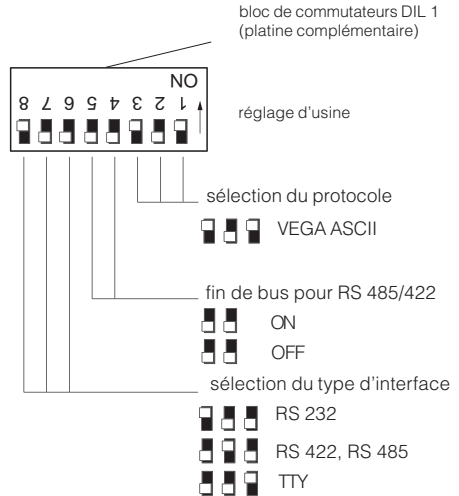 bloc de commutateurs DIL 1
(platine complémentaire)
ON
8 7 6 5 4 3 2 1
réglage d'usine
sélection du protocole
VEGA ASCII
fin de bus pour RS 485/422
ON
OFF
sélection du type d'interface
RS 232
RS 422, RS 485
TTY